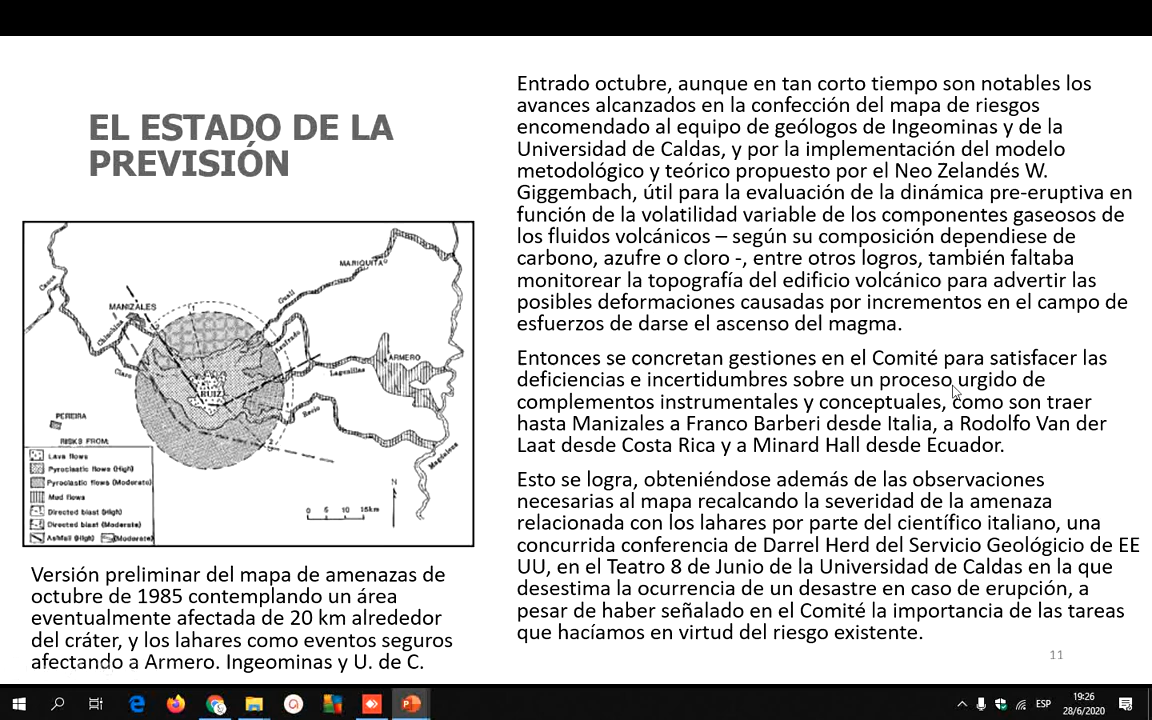 EL ESTADO DE LA
PREVISIÓN
MARIQUITA
MANIZALES
Cauca
Guali
Chinchina
Azufrado
Claro
ARMERO
RUIZ
Lagunillas
Recio
PEREIRA
Magdalena
RISKS FROM:
Lava flows
Pyroclastic flows (High)
Pyroclastic flows (Moderate)
Mud flows
Directed blast (High)
Directed blast (Moderate)
Ashfall (High) (Moderate)
N
0 5 10 15km
Versión preliminar del mapa de amenazas de
octubre de 1985 contemplando un área
eventualmente afectada de 20 km alrededor
del cráter, y los lahares como eventos seguros
afectando a Armero. Ingeominas y U. de C.
Entrado octubre, aunque en tan corto tiempo son notables los
avances alcanzados en la confección del mapa de riesgos
encomendado al equipo de geólogos de Ingeominas y de la
Universidad de Caldas, y por la implementación del modelo
metodológico y teórico propuesto por el Neo Zelandés W.
Giggembach, útil para la evaluación de la dinámica pre-eruptiva en
función de la volatilidad variable de los componentes gaseosos de
los fluidos volcánicos – según su composición dependiese de
carbono, azufre o cloro -, entre otros logros, también faltaba
monitorear la topografía del edificio volcánico para advertir las
posibles deformaciones causadas por incrementos en el campo de
esfuerzos de darse el ascenso del magma.
Entonces se concretan gestiones en el Comité para satisfacer las
deficiencias e incertidumbres sobre un proceso urgido de
complementos instrumentales y conceptuales, como son traer
hasta Manizales a Franco Barberi desde Italia, a Rodolfo Van der
Laat desde Costa Rica y a Minard Hall desde Ecuador.
Esto se logra, obteniéndose además de las observaciones
necesarias al mapa recalcando la severidad de la amenaza
relacionada con los lahares por parte del científico italiano, una
concurrida conferencia de Darrel Herd del Servicio Geológicio de EE
UU, en el Teatro 8 de Junio de la Universidad de Caldas en la que
desestima la ocurrencia de un desastre en caso de erupción, a
pesar de haber señalado en el Comité la importancia de las tareas
que hacíamos en virtud del riesgo existente.
11
ESP
19:26
28/6/2020